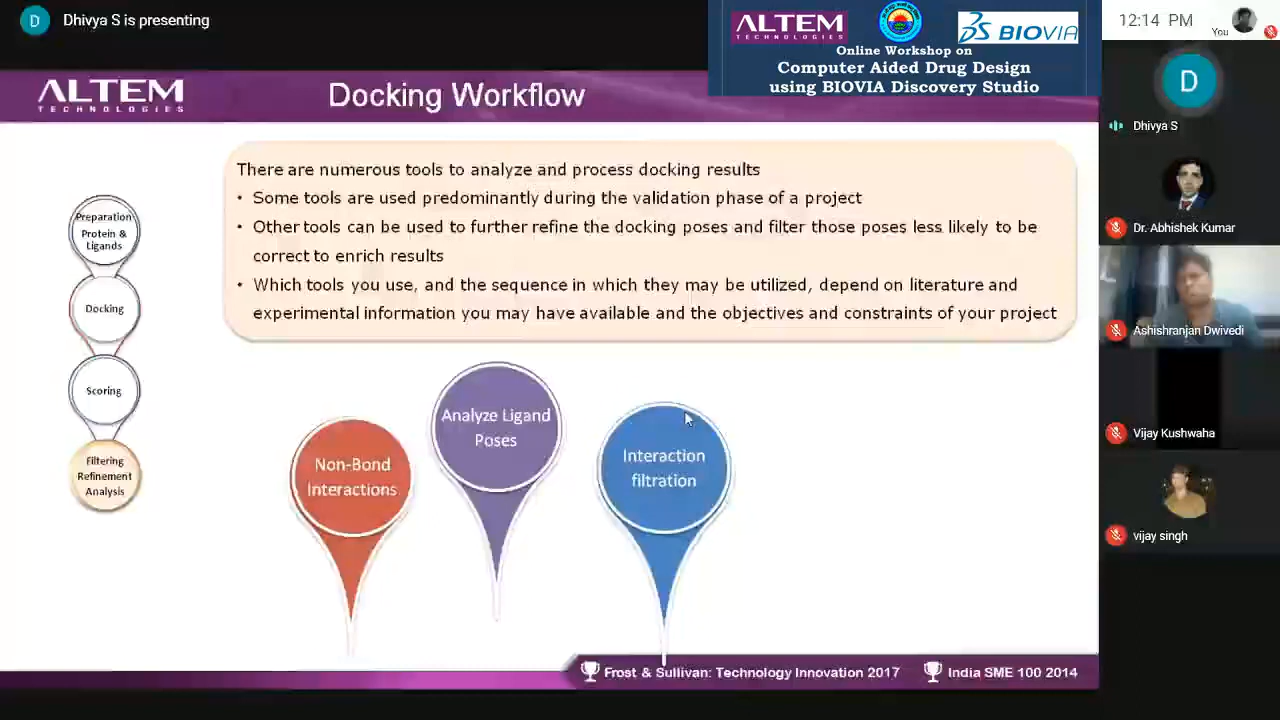 D
Dhivya S is presenting
ALTEM
TECHNOLOGIES
DS BIOVIA
Online Workshop on
Computer Aided Drug Design
using BIOVIA Discovery Studio
12:14 PM
You
ALTEM
TECHNOLOGIES
Docking Workflow
There are numerous tools to analyze and process docking results
• Some tools are used predominantly during the validation phase of a project
• Other tools can be used to further refine the docking poses and filter those poses less likely to be
correct to enrich results
• Which tools you use, and the sequence in which they may be utilized, depend on literature and
experimental information you may have available and the objectives and constraints of your project
Preparation
Protein &
Ligands
Docking
Scoring
Filtering
Refinement
Analysis
Non-Bond
Interactions
Analyze Ligand
Poses
Interaction
filtration
Frost & Sullivan: Technology Innovation 2017
India SME 100 2014
D
Dhivya S
Dr. Abhishek Kumar
Ashishranjan Dwivedi
Vijay Kushwaha
vijay singh